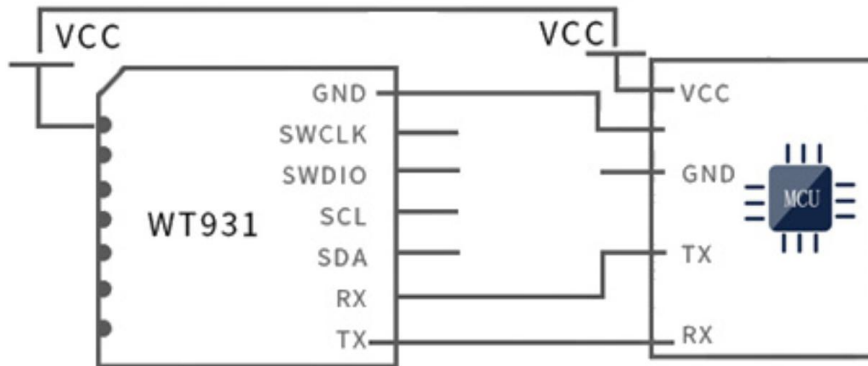 VCC
VCC
GND
SWCLK
SWDIO
SCL
SDA
RX
TX
WT931
VCC
GND
TX
RX
MCU